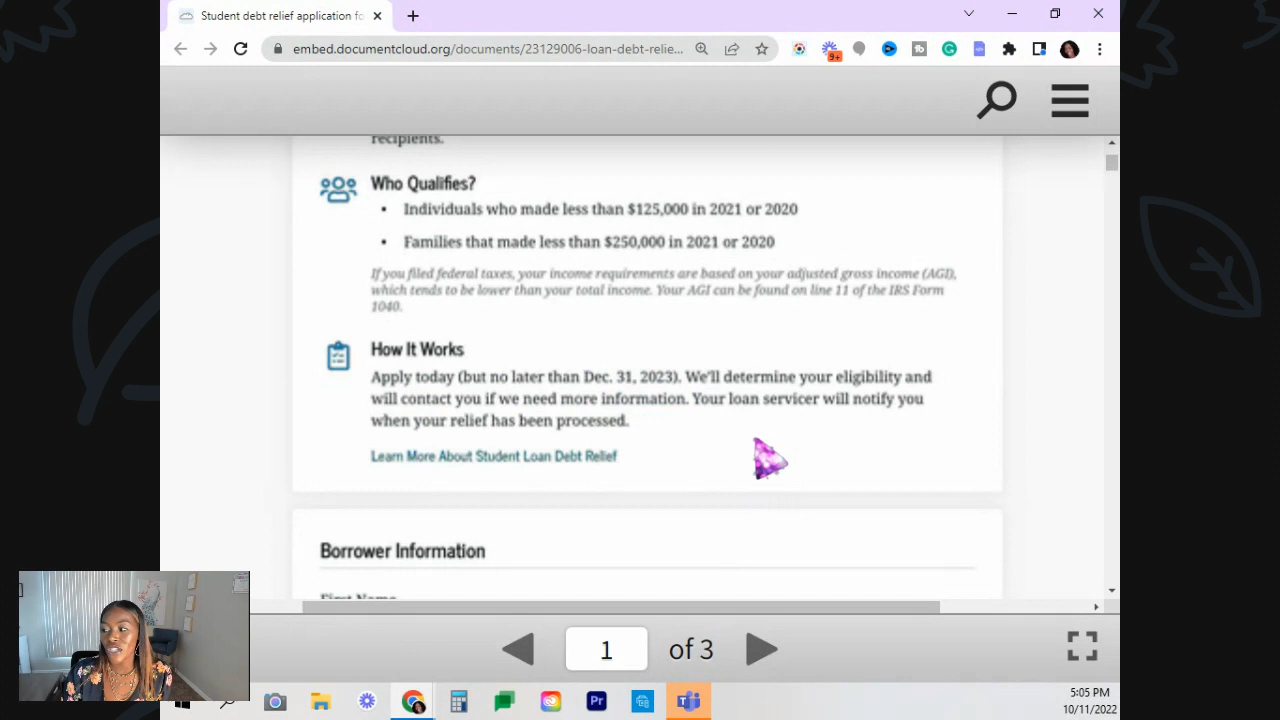 Student debt relief application fo
embed.documentcloud.org/documents/23129006-loan-debt-relie...
9+
recipients.
Who Qualifies?
• Individuals who made less than $125,000 in 2021 or 2020
• Families that made less than $250,000 in 2021 or 2020
If you filed federal taxes, your income requirements are based on your adjusted gross income (AGI),
which tends to be lower than your total income. Your AGI can be found on line 11 of the IRS Form
1040.
How It Works
Apply today (but no later than Dec. 31, 2023). We'll determine your eligibility and
will contact you if we need more information. Your loan servicer will notify you
when your relief has been processed.
Learn More About Student Loan Debt Relief
Borrower Information
First Name
1 of 3
Pr
5:05 PM
10/11/2022